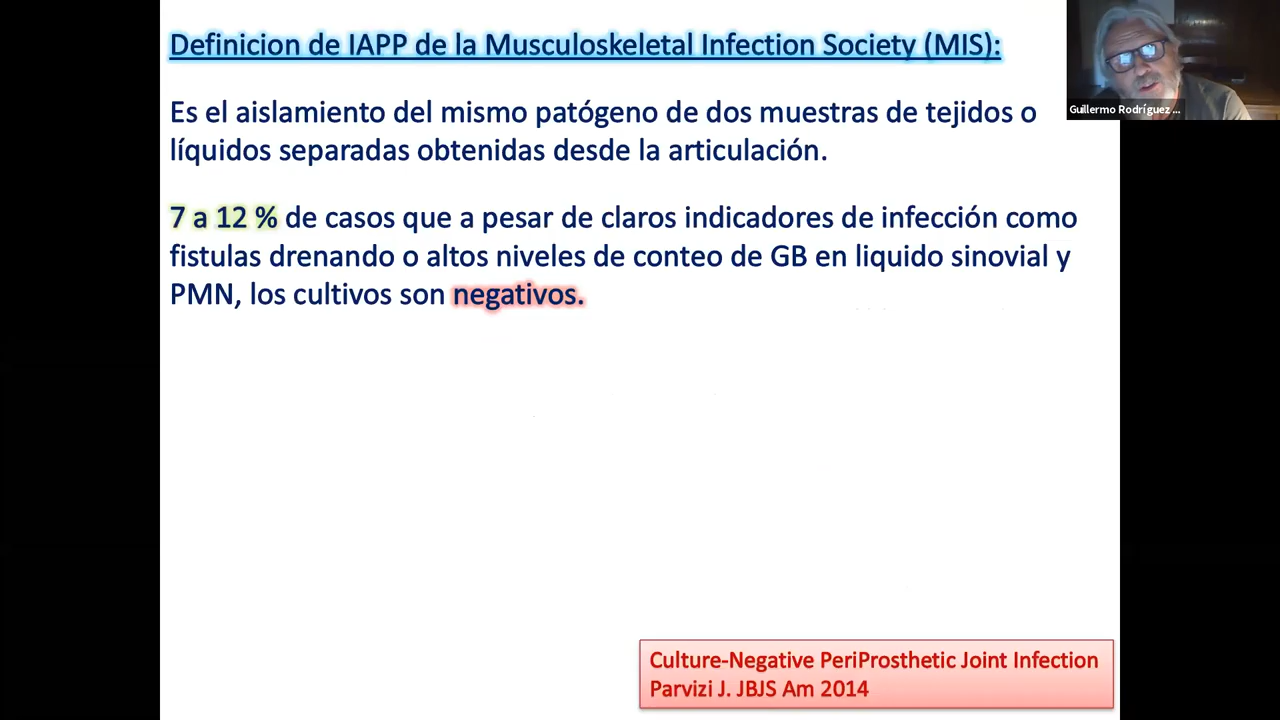 Definicion de IAPP de la Musculoskeletal Infection Society (MIS):
Es el aislamiento del mismo patógeno de dos muestras de tejidos o
líquidos separadas obtenidas desde la articulación.
7 a 12 % de casos que a pesar de claros indicadores de infección como
fistulas drenando o altos niveles de conteo de GB en liquido sinovial y
PMN, los cultivos son negativos.
Culture-Negative PeriProsthetic Joint Infection
Parvizi J. JBJS Am 2014
Guillermo Rodríguez ...